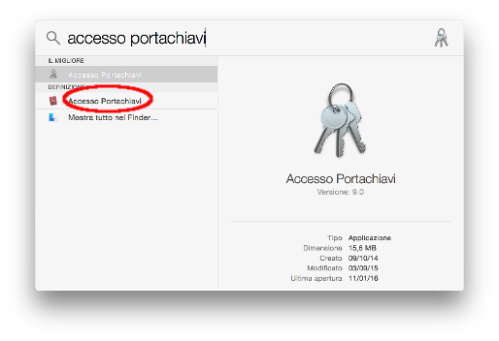 accesso portachiavi
IL MIGLIORE
Accesso Portachiavi
DEFINIZIONE
Accesso Portachiavi
Mostra tutto nel Finder...
Accesso Portachiavi
Versione: 9.0
Tipo Applicazione
Dimensione 15,6 MB
Creato 09/10/14
Modificato 03/09/15
Ultima apertura 11/01/16